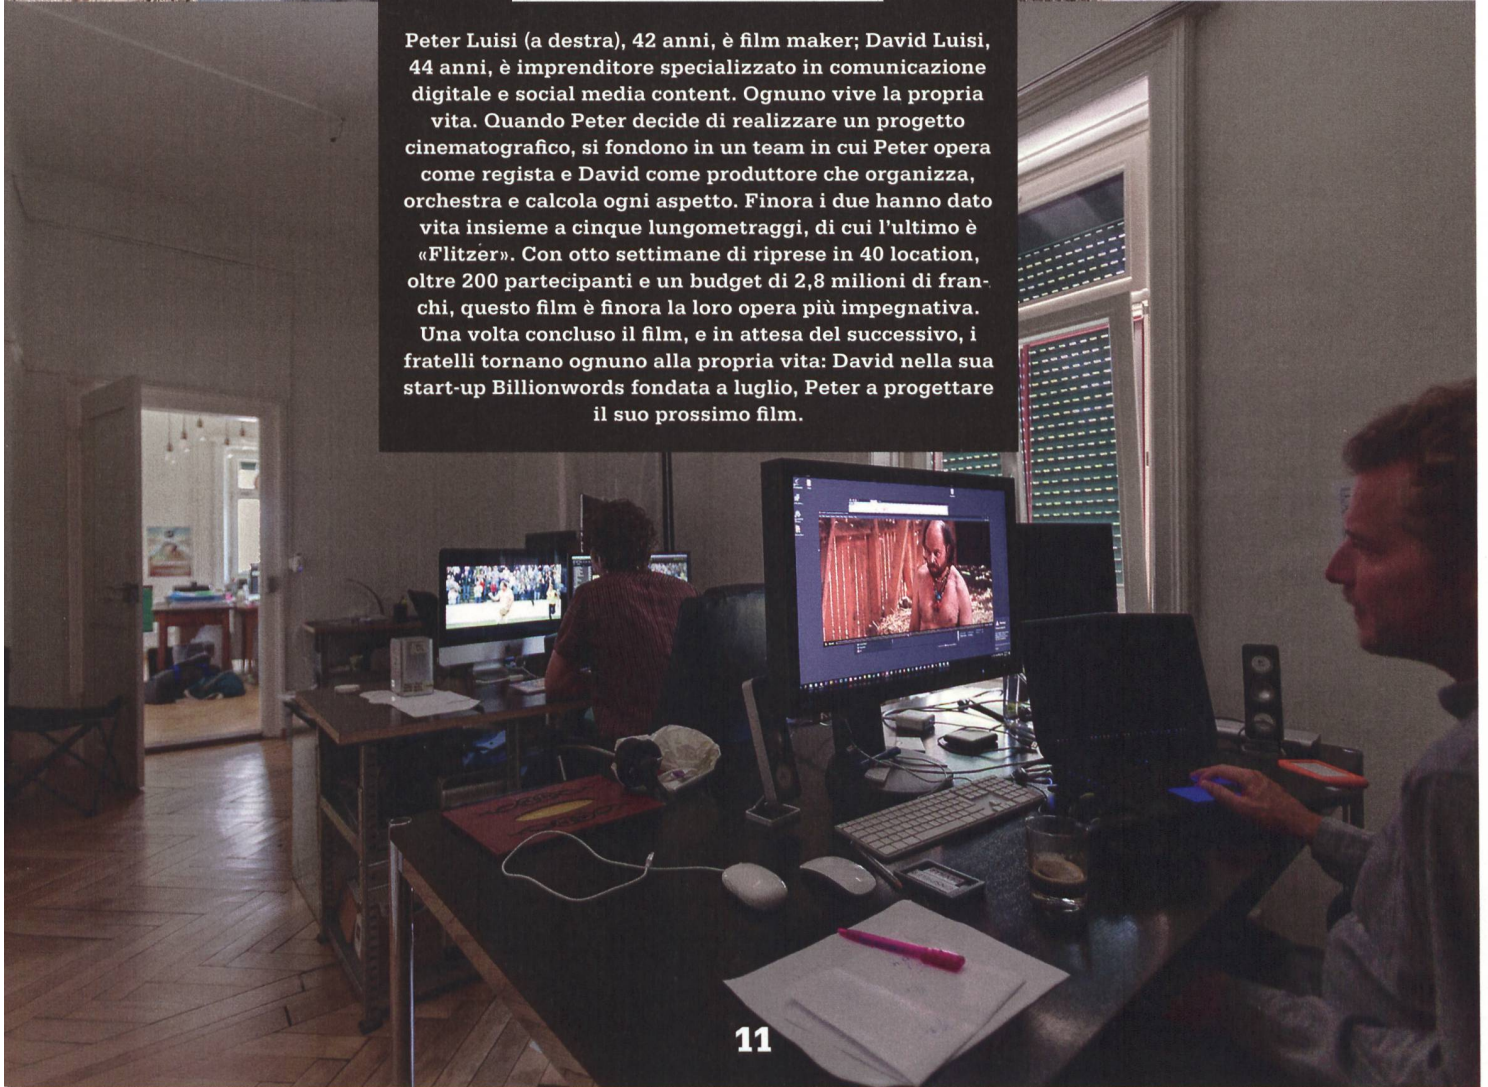 Peter Luisi (a destra), 42 anni, è film maker; David Luisi,
44 anni, è imprenditore specializzato in comunicazione
digitale e social media content. Ognuno vive la propria
vita. Quando Peter decide di realizzare un progetto
cinematografico, si fondono in un team in cui Peter opera
come regista e David come produttore che organizza,
orchestra e calcola ogni aspetto. Finora i due hanno dato
vita insieme a cinque lungometraggi, di cui l'ultimo è
«Flitzer». Con otto settimane di riprese in 40 location,
oltre 200 partecipanti e un budget di 2,8 milioni di fran-
chi, questo film è finora la loro opera più impegnativa.
Una volta concluso il film, e in attesa del successivo, i
fratelli tornano ognuno alla propria vita: David nella sua
start-up Billionwords fondata a luglio, Peter a progettare
il suo prossimo film.
11